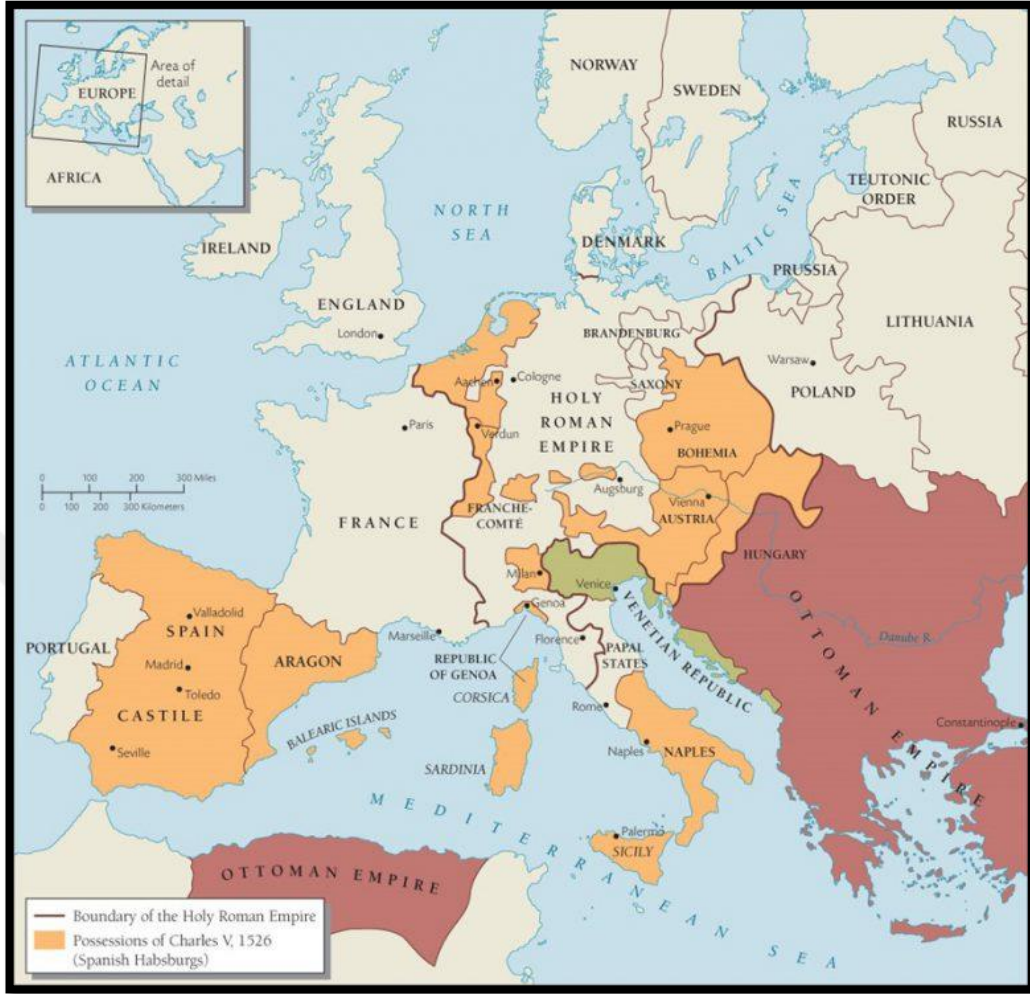 Area of
detail
EUROPE
AFRICA
NORWAY
SWEDEN
RUSSIA
TEUTONIC
ORDER
NORTH
SEA
BALTIC SEA
IRELAND
DENMARK
PRUSSIA
ENGLAND
London
LITHUANIA
BRANDENBURG
ATLANTIC
OCEAN
Warsaw
POLAND
Aachen
Cologne
SAXONY
HOLY
ROMAN
EMPIRE
Paris
Verdun
Prague
BOHEMIA
0 100 200 300 Miles
0 100 200 300 Kilometers
Augsburg
Vienna
FRANCHE-
COMTÉ
AUSTRIA
FRANCE
HUNGARY
Milan
Venice
Genoa
Valladolid
SPAIN
Marseille
Florence
PAPAL
STATES
VENETIAN REPUBLIC
OTTOMAN EMPIRE
Danube R.
PORTUGAL
ARAGON
REPUBLIC
OF GENOA
Madrid
Toledo
CORSICA
CASTILE
Rome
Constantinople
BALEARIC ISLANDS
Seville
Naples
NAPLES
SARDINIA
MEDITERRANEAN SEA
Palermo
SICILY
OTTOMAN EMPIRE
Boundary of the Holy Roman Empire
Possessions of Charles V, 1526
(Spanish Habsburgs)